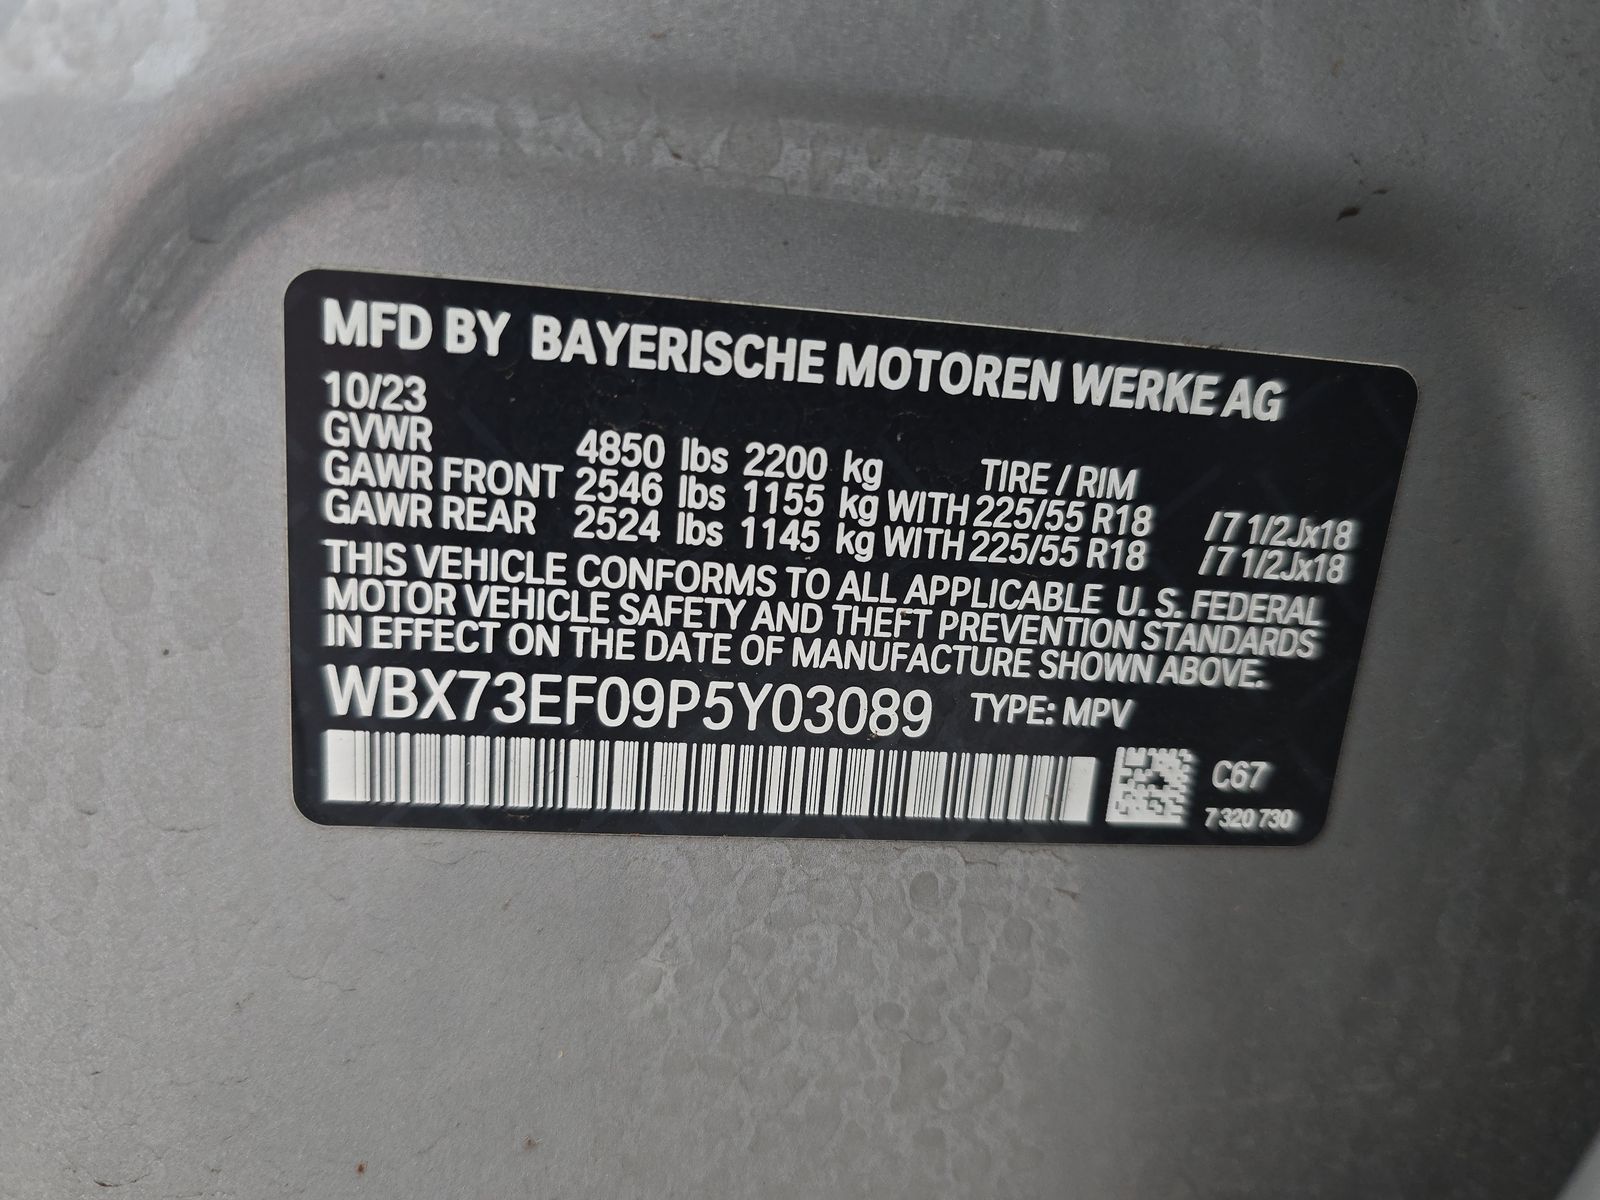 MFD BY BAYERISCHE MOTOREN WERKE AG
10/23
GVWR 4850 lbs 2200 kg TIRE / RIM
GAWR FRONT 2546 lbs 1155 kg WITH 225/55 R18 /7 1/2Jx18
GAWR REAR 2524 lbs 1145 kg WITH 225/55 R18 /7 1/2Jx18
THIS VEHICLE CONFORMS TO ALL APPLICABLE U. S. FEDERAL
MOTOR VEHICLE SAFETY AND THEFT PREVENTION STANDARDS
IN EFFECT ON THE DATE OF MANUFACTURE SHOWN ABOVE.
WBX73EF09P5Y03089 TYPE: MPV
C67
7 320 730